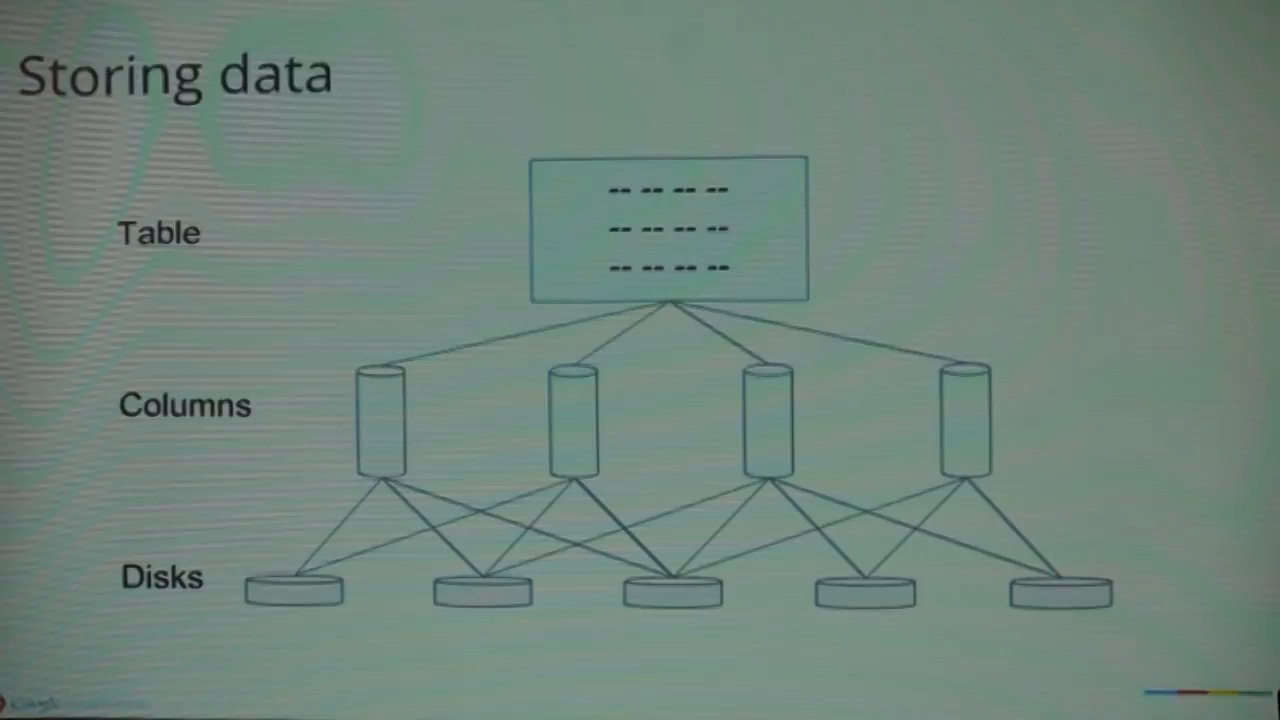 Storing data
Table
-- -- -- --
-- -- -- --
-- -- -- --
Columns
Disks